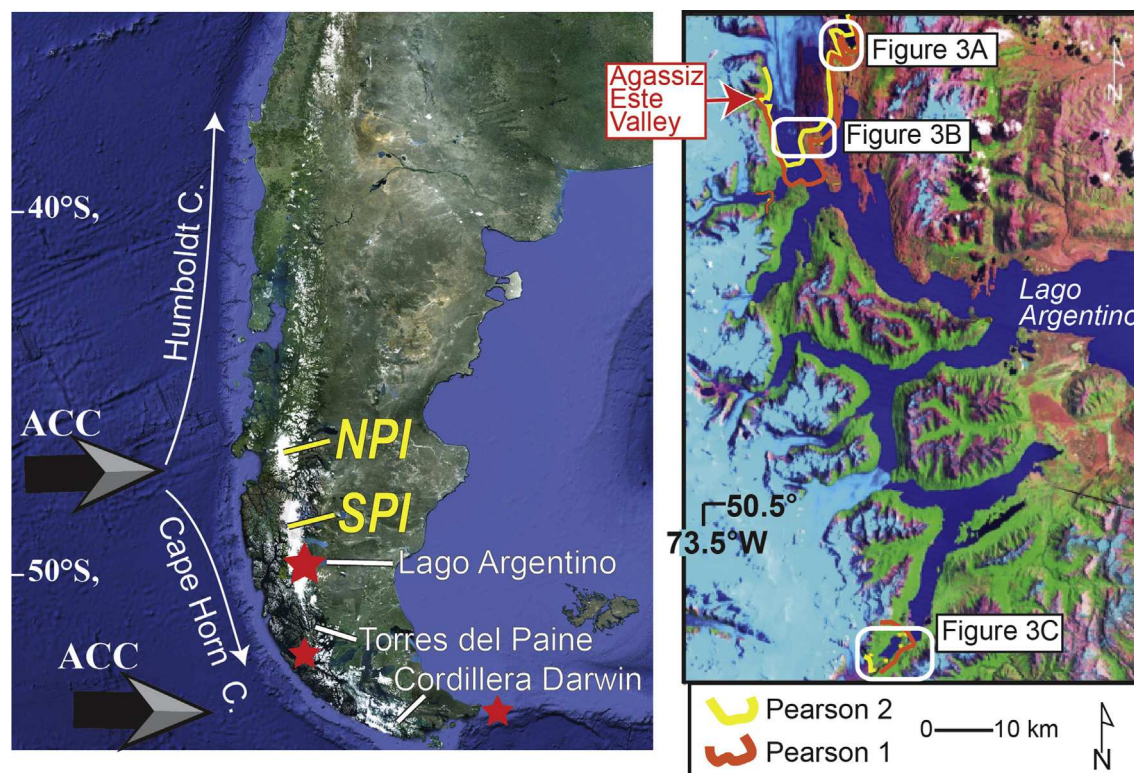 40°S,
Humboldt C.
ACC
NPI
SPI
50°S,
Lago Argentino
Cape Horn C.
Torres del Paine
ACC
Cordillera Darwin
Agassiz
Este
Valley
Figure 3A
N
Figure 3B
Lago
Argentino
50.5°
73.5°W
Figure 3C
Pearson 2
Pearson 1
0 10 km
N